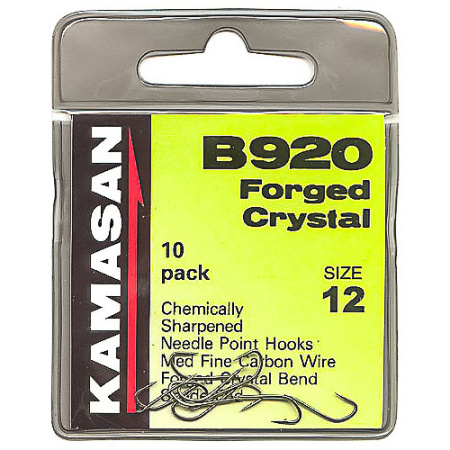 KAMASAN
B920
Forged
Crystal
10
pack
SIZE
12
Chemically
Sharpened
Needle Point Hooks
Med Fine Carbon Wire
Forged Crystal Bend